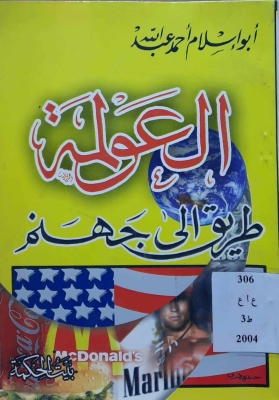 أبو إسلام أحمد عبد الله
العولمة
طريق إلى جهنم
306
ع ا ع
ط3
2004
McDonald's
Marlb
بيت الحكمة